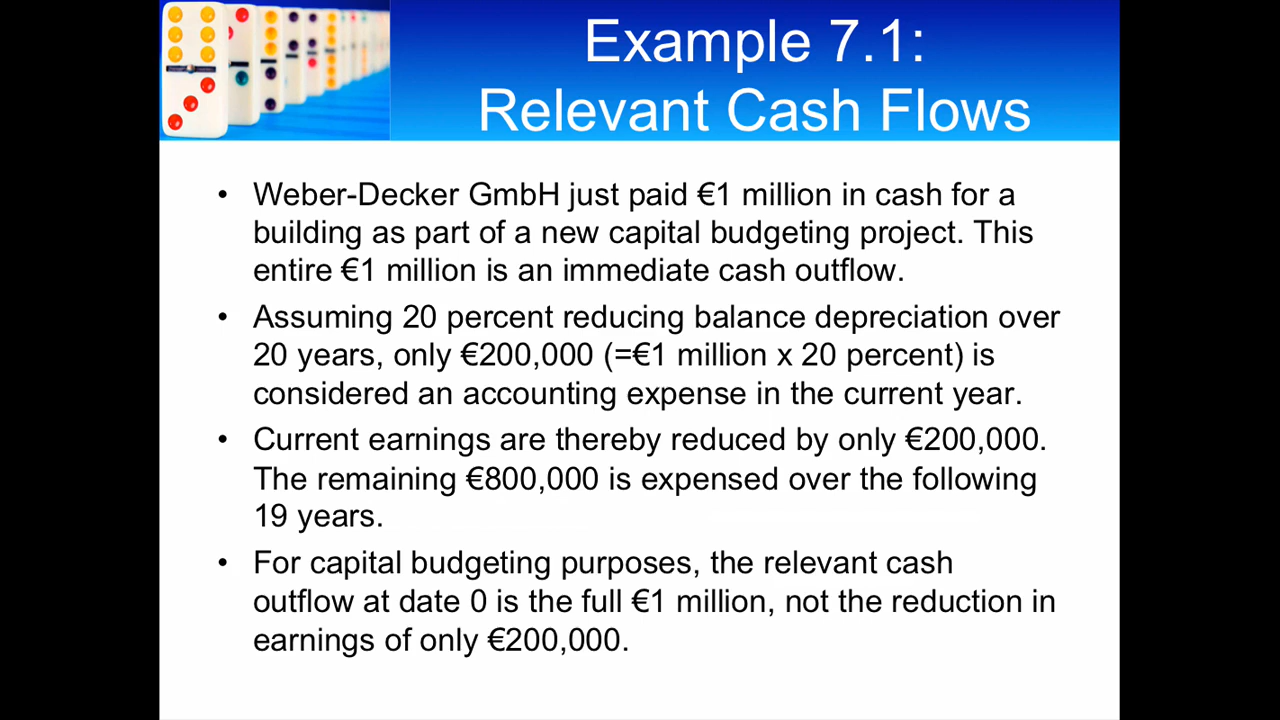 Example 7.1:
Relevant Cash Flows
• Weber-Decker GmbH just paid €1 million in cash for a
building as part of a new capital budgeting project. This
entire €1 million is an immediate cash outflow.
• Assuming 20 percent reducing balance depreciation over
20 years, only €200,000 (=€1 million x 20 percent) is
considered an accounting expense in the current year.
• Current earnings are thereby reduced by only €200,000.
The remaining €800,000 is expensed over the following
19 years.
• For capital budgeting purposes, the relevant cash
outflow at date 0 is the full €1 million, not the reduction in
earnings of only €200,000.